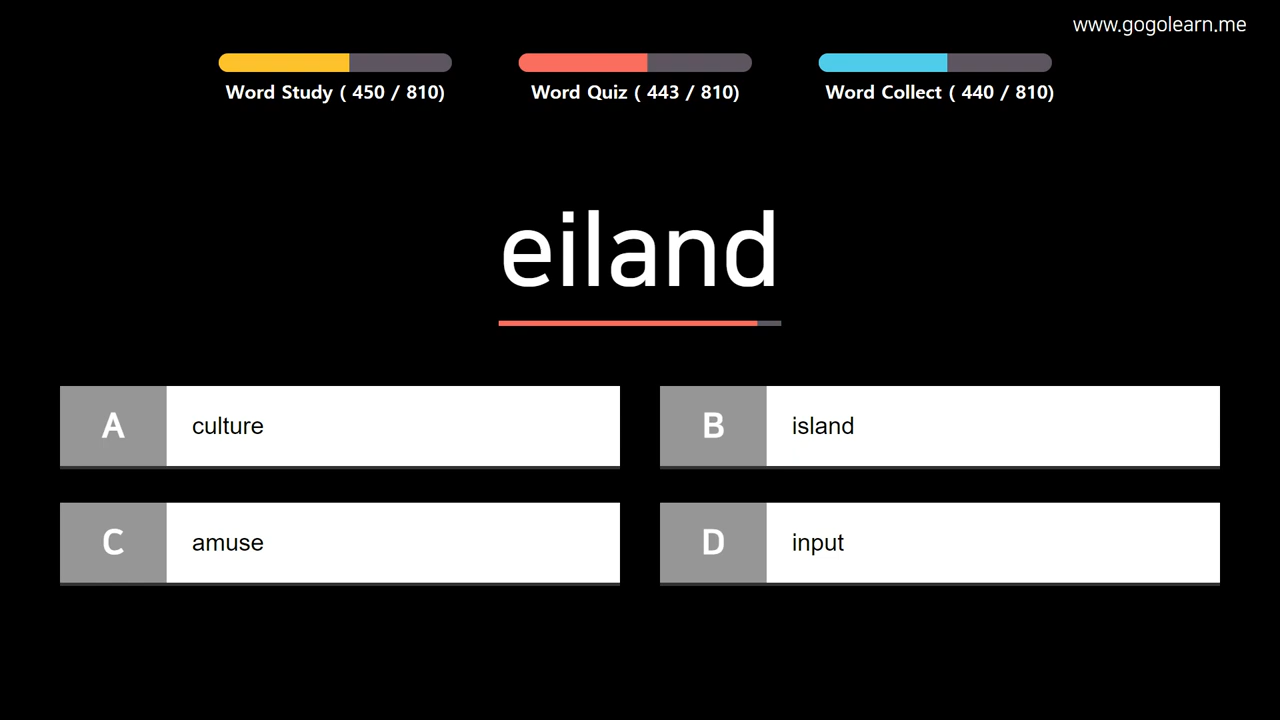 www.gogolearn.me
Word Study ( 450 / 810)
Word Quiz ( 443 / 810)
Word Collect ( 440 / 810)
eiland
A culture
B island
C amuse
D input